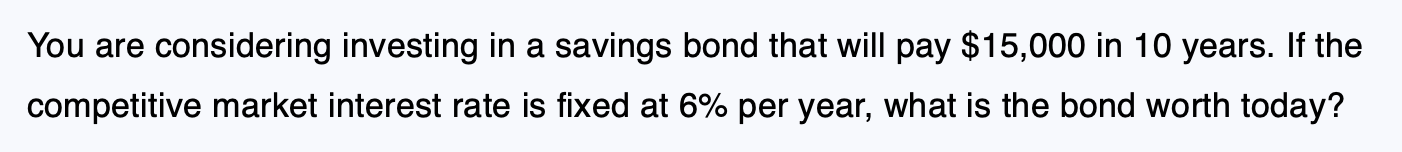 You are considering investing in a savings bond that will pay $15,000 in 10 years. If the
competitive market interest rate is fixed at 6% per year, what is the bond worth today?